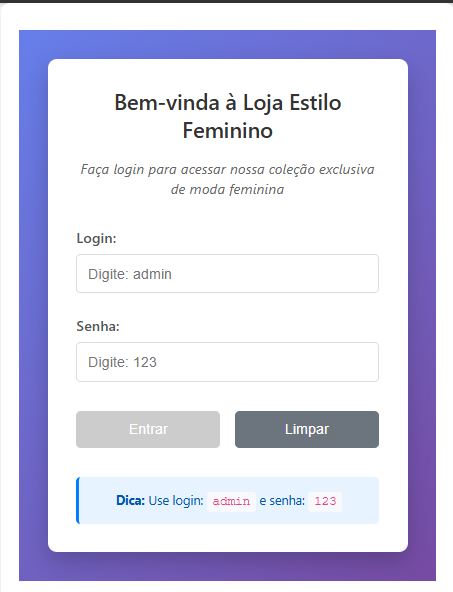 Bem-vinda à Loja Estilo
Feminino
Faça login para acessar nossa coleção exclusiva
de moda feminina
Login:
Digite: admin
Senha:
Digite: 123
Entrar
Limpar
Dica: Use login: admin e senha: 123